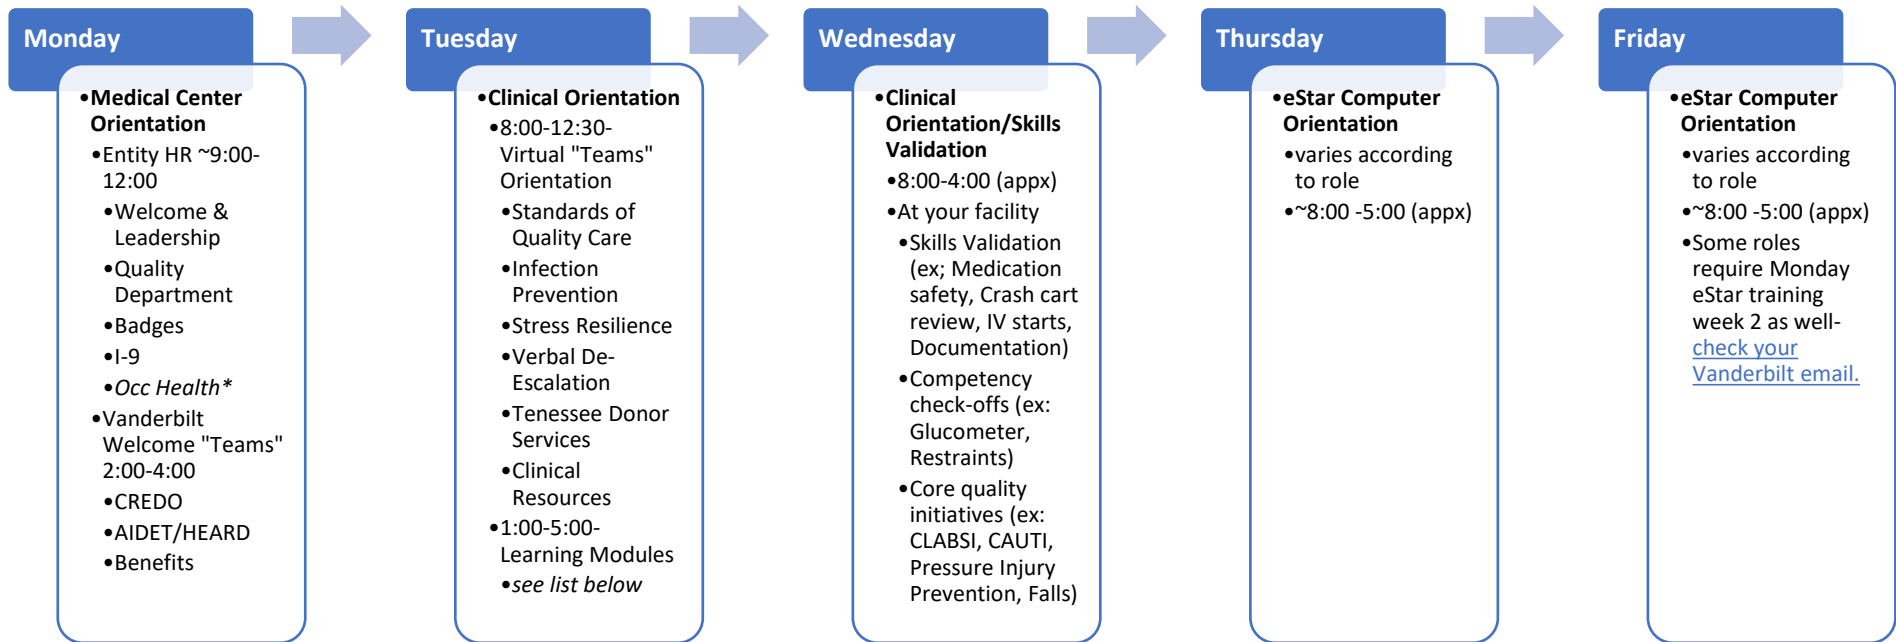 Monday
•Medical Center
Orientation
•Entity HR ~9:00-
12:00
•Welcome &
Leadership
•Quality
Department
•Badges
•I-9
•Occ Health*
•Vanderbilt
Welcome "Teams"
2:00-4:00
•CREDO
•AIDET/HEARD
•Benefits
Tuesday
•Clinical Orientation
•8:00-12:30-
Virtual "Teams"
Orientation
•Standards of
Quality Care
•Infection
Prevention
•Stress Resilience
•Verbal De-
Escalation
•Tennessee Donor
Services
•Clinical
Resources
•1:00-5:00-
Learning Modules
•see list below
Wednesday
•Clinical
Orientation/Skills
Validation
•8:00-4:00 (appx)
•At your facility
•Skills Validation
(ex; Medication
safety, Crash cart
review, IV starts,
Documentation)
•Competency
check-offs (ex:
Glucometer,
Restraints)
•Core quality
initiatives (ex:
CLABSI, CAUTI,
Pressure Injury
Prevention, Falls)
Thursday
•eStar Computer
Orientation
•varies according
to role
•~8:00 -5:00 (appx)
Friday
•eStar Computer
Orientation
•varies according
to role
•~8:00 -5:00 (appx)
•Some roles
require Monday
eStar training
week 2 as well-
check your
Vanderbilt email.